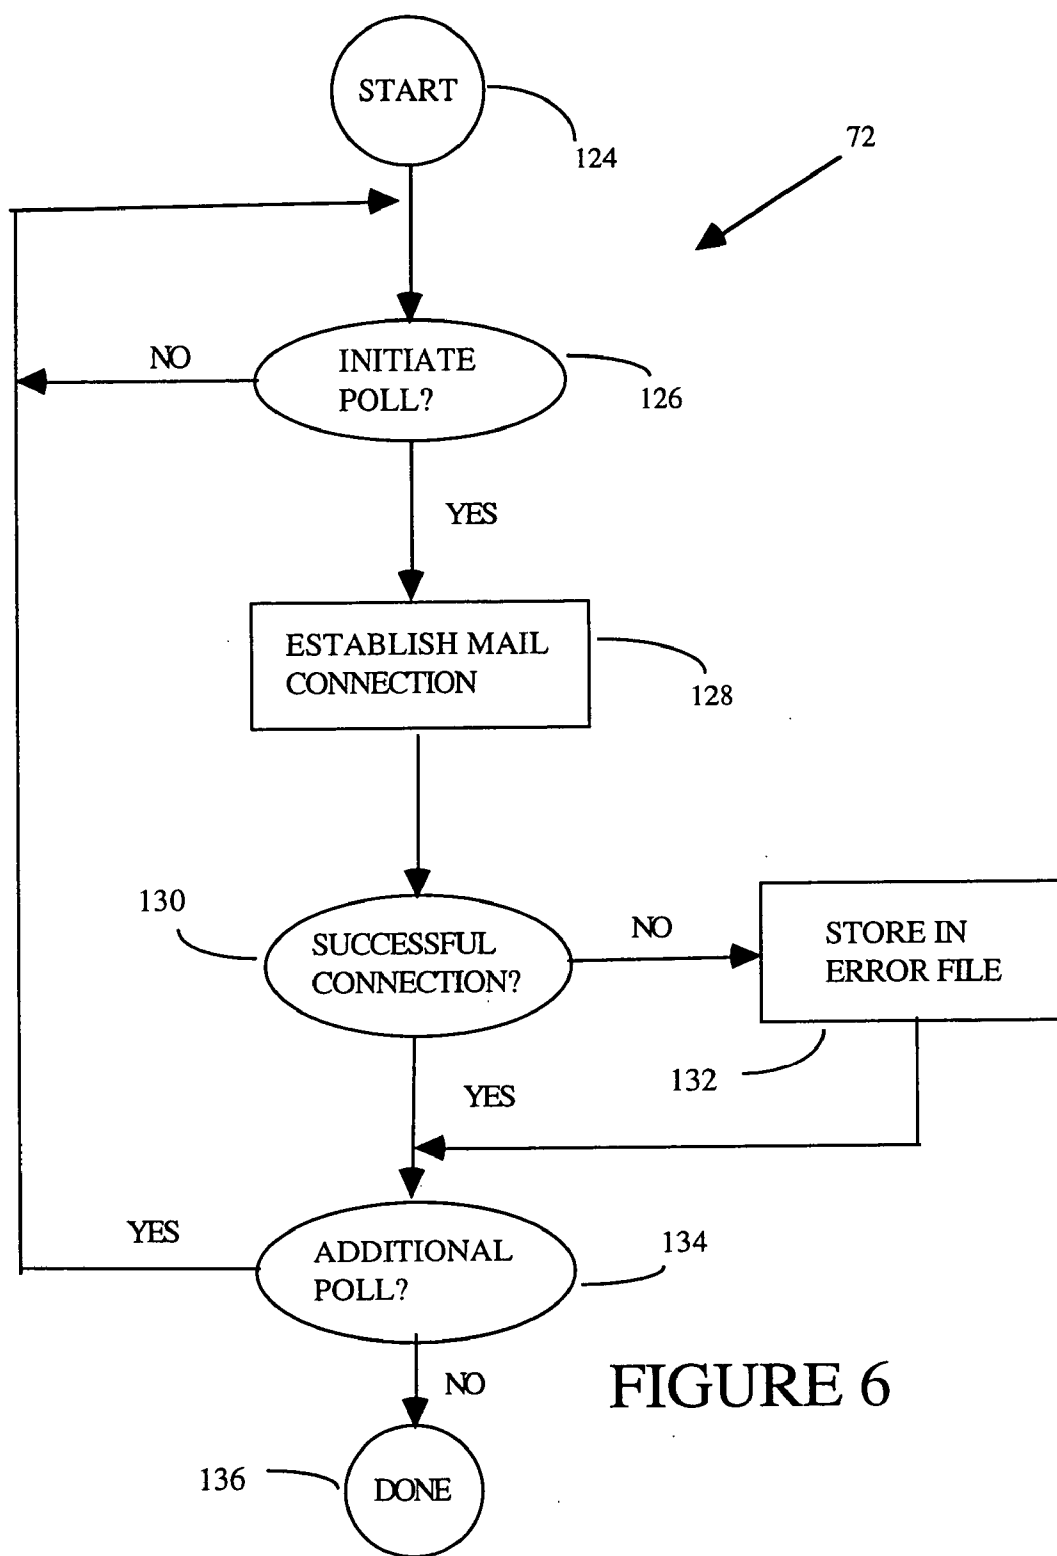 START
124
72
NO
INITIATE
POLL?
126
YES
ESTABLISH MAIL
CONNECTION
128
130
SUCCESSFUL
CONNECTION?
NO
STORE IN
ERROR FILE
132
YES
YES
ADDITIONAL
POLL?
134
NO
FIGURE 6
136
DONE